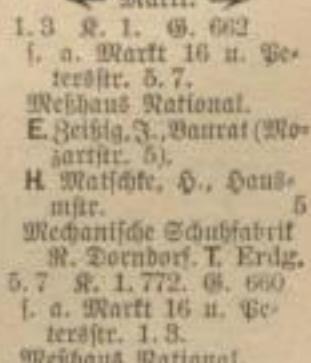 Markt.
1. 3 K. 1. G. 662
ſ. a. Markt 16 u. Pe-
tersſtr. 5. 7.
Meßhaus National.
E. Zeißig, J., Baurat (Mo-
zartſtr. 5).
H. Matſchke, H., Haus-
mſtr. 5
Mechaniſche Schuhfabrik
R. Dorndorf. T. Erdg.
5. 7 K. 1. 772. G. 660
ſ. a. Markt 16 u. Pe-
tersſtr. 1. 3.
Meßhaus National